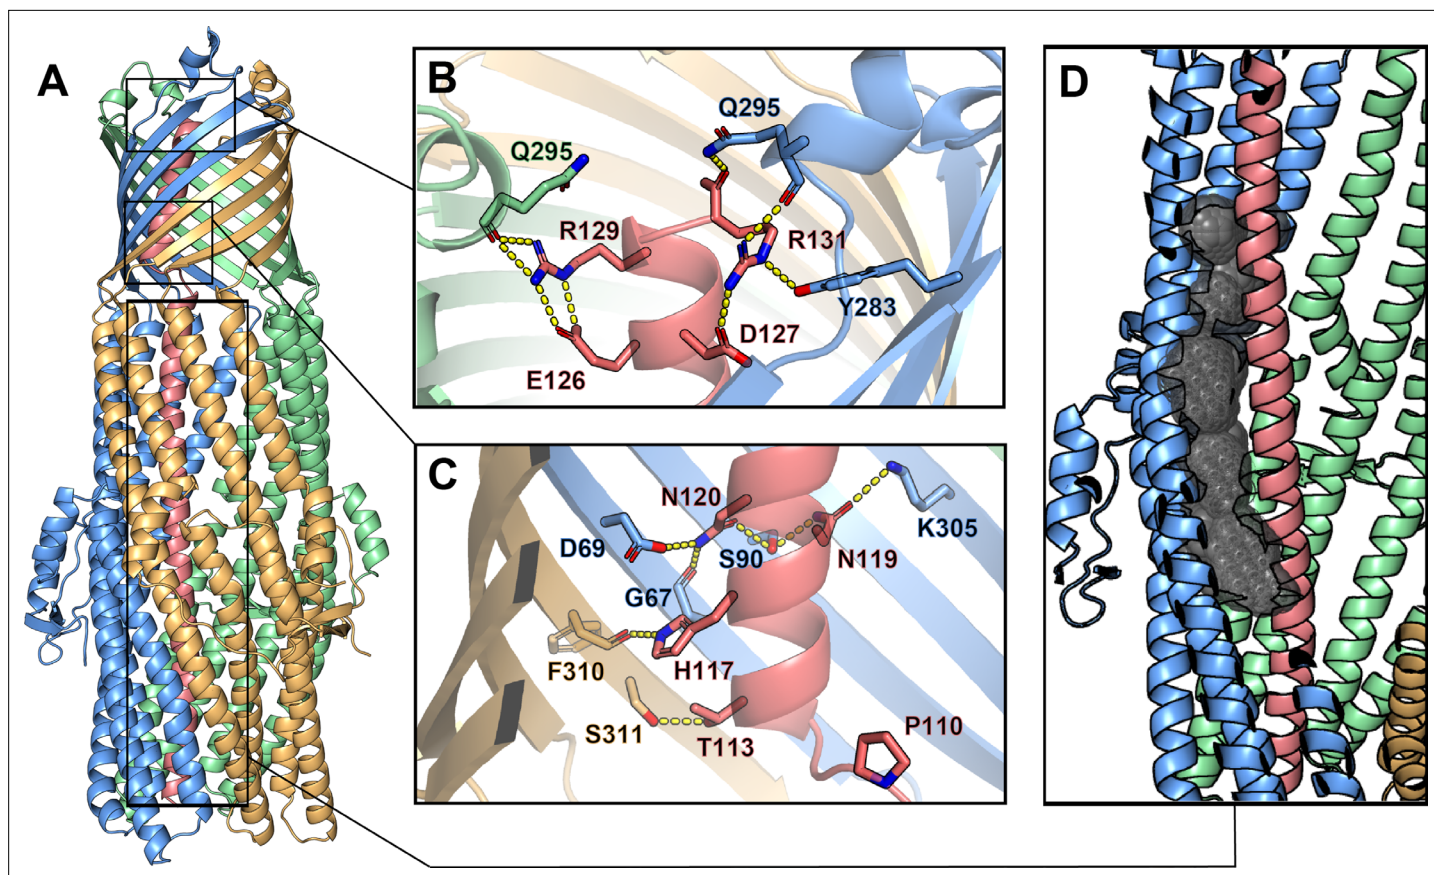 A
B
Q295
Q295
R129
R131
Y283
D127
E126
C
N120
K305
D69
S90
N119
G67
F310
H117
S311
T113
P110
D